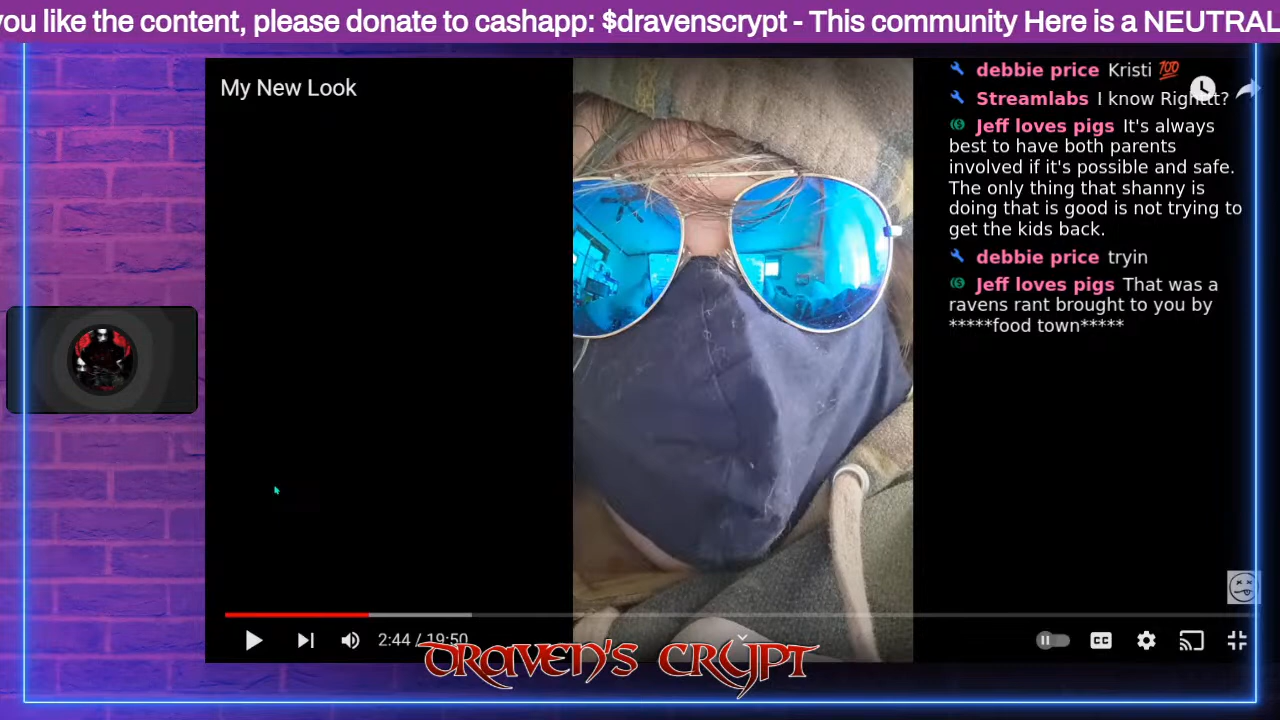 you like the content, please donate to cashapp: $dravenscrypt - This community Here is a NEUTRAL
My New Look
debbie price Kristi 💯
Streamlabs I know Righttt?
Jeff loves pigs It's always
best to have both parents
involved if it's possible and safe.
The only thing that shanny is
doing that is good is not trying to
get the kids back.
debbie price tryin
Jeff loves pigs That was a
ravens rant brought to you by
*****food town*****
2:44 / 19:50
CC
DRAVEN'S CRYPT